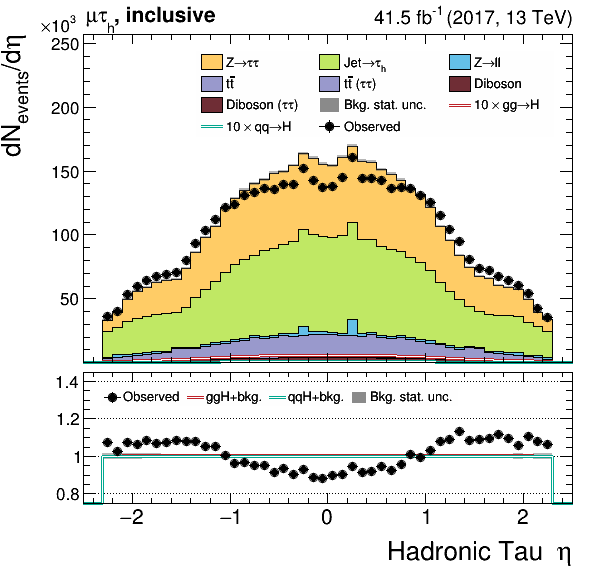 ×10³ μτh, inclusive 41.5 fb⁻¹ (2017, 13 TeV)
dNevents/dη
250
200
150
100
50
Z→ττ Jet→τh Z→ll
tt̄ tt̄ (ττ) Diboson
Diboson (ττ) Bkg. stat. unc. 10 × gg→H
10 × qq→H Observed
1.4
1.2
1
0.8
Observed ggH+bkg. qqH+bkg. Bkg. stat. unc.
−2 −1 0 1 2
Hadronic Tau η